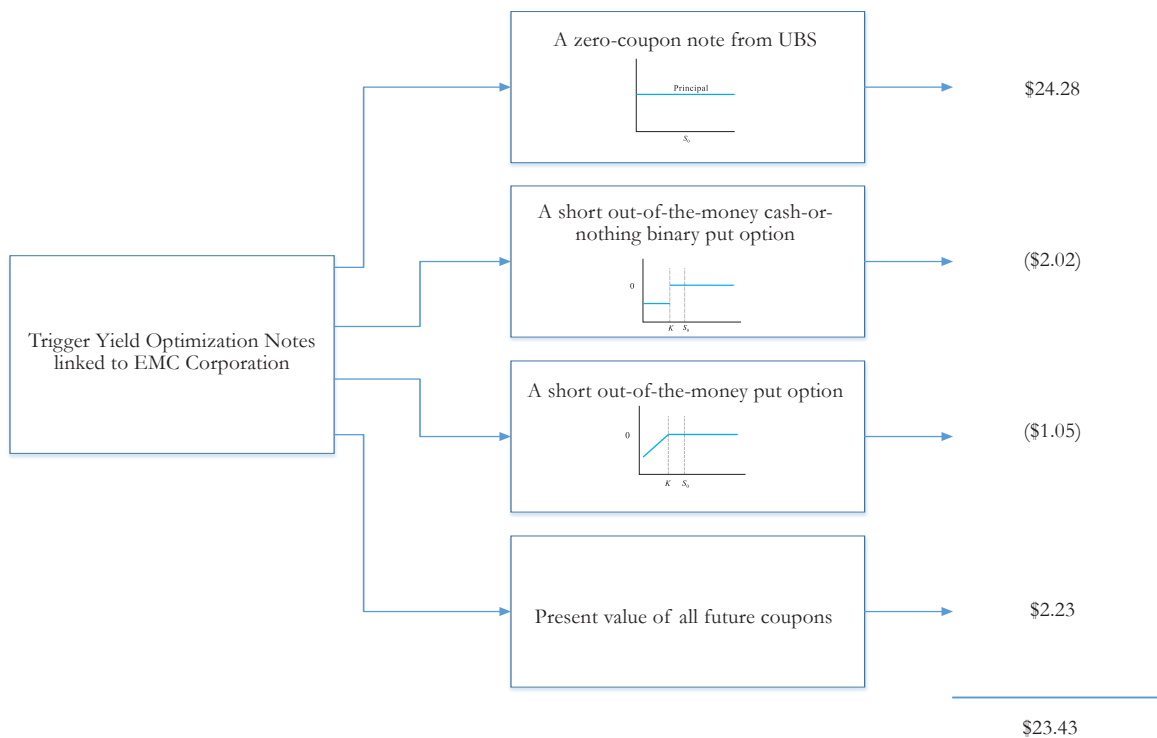 A zero-coupon note from UBS
Principal
S0
$24.28
A short out-of-the-money cash-or-
nothing binary put option
0
K S0
($2.02)
Trigger Yield Optimization Notes
linked to EMC Corporation
A short out-of-the-money put option
0
K S0
($1.05)
Present value of all future coupons
$2.23
$23.43